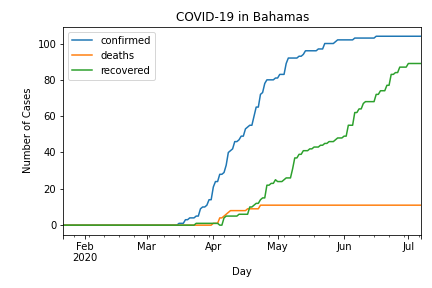 COVID-19 in Bahamas
confirmed
deaths
recovered
Number of Cases
100
80
60
40
20
0
Feb
2020
Mar
Apr
May
Jun
Jul
Day